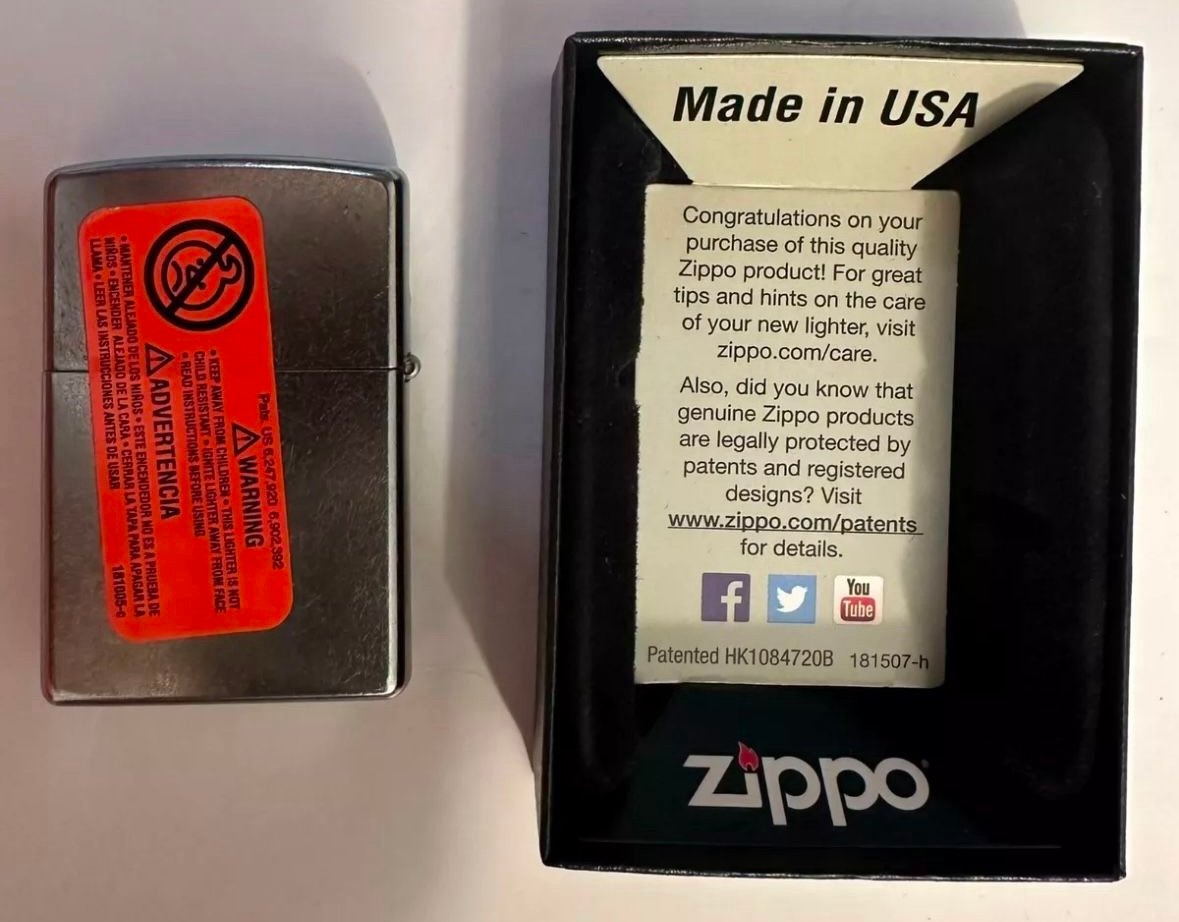 Pats. US 6,247,920 6,902,392
WARNING
• KEEP AWAY FROM CHILDREN • THIS LIGHTER IS NOT
CHILD RESISTANT • IGNITE LIGHTER AWAY FROM FACE
• READ INSTRUCTIONS BEFORE USING
ADVERTENCIA
• MANTENER ALEJADO DE LOS NIÑOS • ESTE ENCENDEDOR NO ES A PRUEBA DE
NIÑOS • ENCENDER ALEJADO DE LA CARA • CERRAR LA TAPA PARA APAGAR LA
LLAMA • LEER LAS INSTRUCCIONES ANTES DE USAR
Made in USA
Congratulations on your
purchase of this quality
Zippo product! For great
tips and hints on the care
of your new lighter, visit
zippo.com/care.
Also, did you know that
genuine Zippo products
are legally protected by
patents and registered
designs? Visit
www.zippo.com/patents
for details.
f
You
Tube
Patented HK1084720B 181507-h
zippo